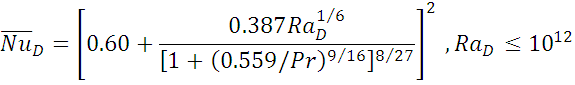 \overline{Nu}_D = \left[ 0.60 + \frac{0.387 Ra_D^{1/6}}{[1 + (0.559/Pr)^{9/16}]^{8/27}} \right]^2 , Ra_D \leq 10^{12}